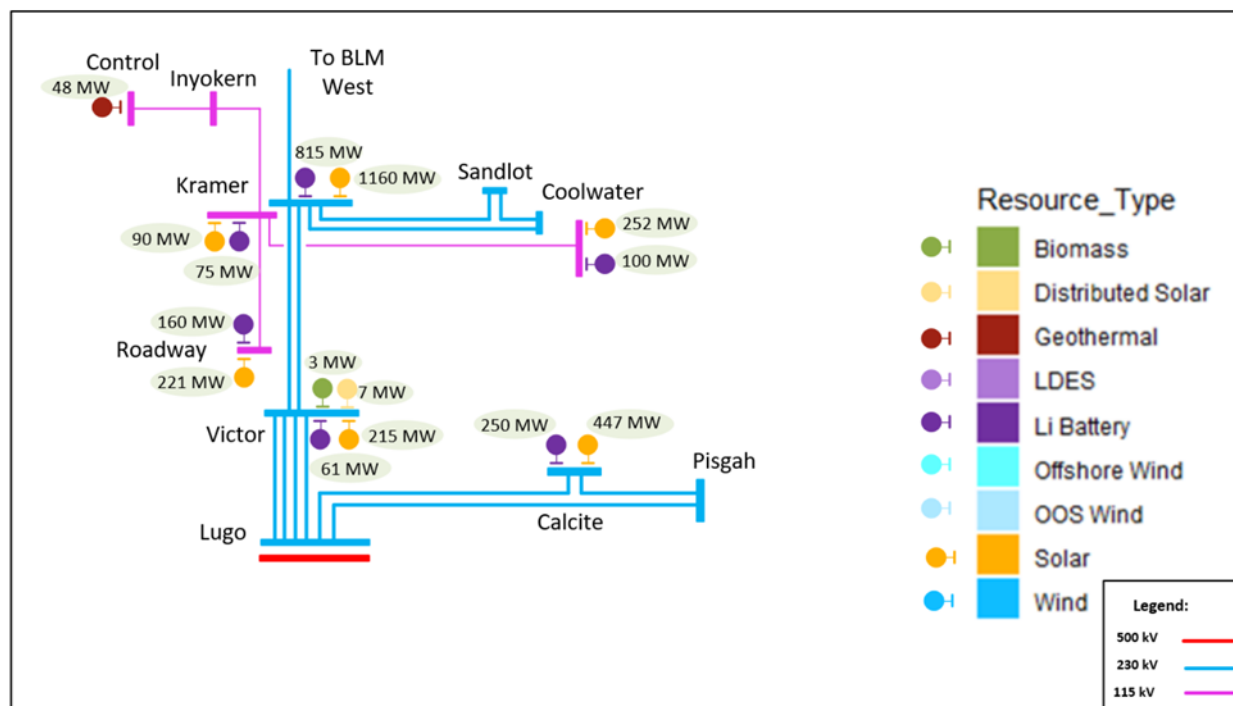 To BLM
West
Control
Inyokern
48 MW
815 MW
1160 MW
Sandlot
Coolwater
Kramer
252 MW
90 MW
75 MW
100 MW
160 MW
Roadway
221 MW
3 MW
7 MW
Victor
215 MW
61 MW
250 MW
447 MW
Pisgah
Calcite
Lugo
Resource_Type
Biomass
Distributed Solar
Geothermal
LDES
Li Battery
Offshore Wind
OOS Wind
Solar
Wind
Legend:
500 kV
230 kV
115 kV